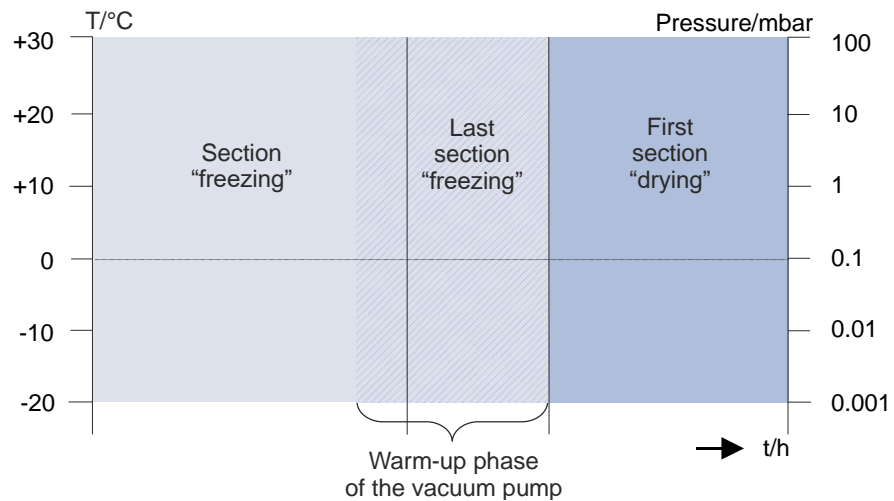 T/°C
Pressure/mbar
+30
100
+20
10
Section
“freezing”
Last
section
“freezing”
First
section
“drying”
+10
1
0
0.1
-10
0.01
-20
0.001
t/h
Warm-up phase
of the vacuum pump